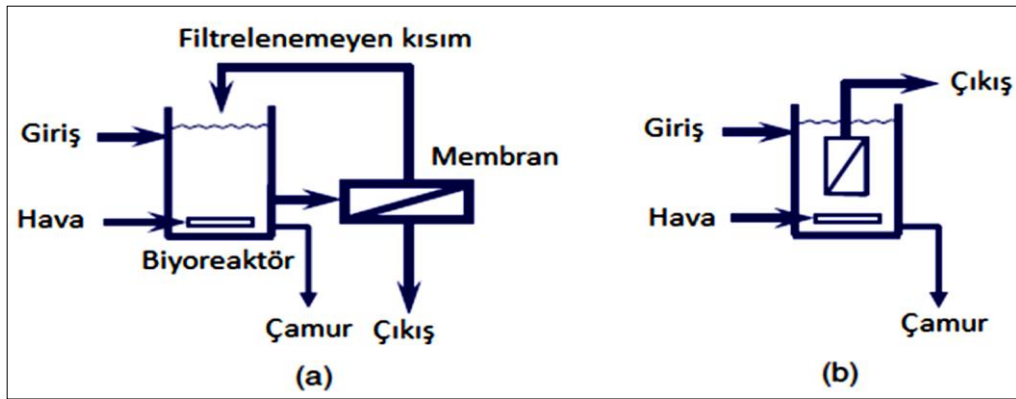 Filtrelenemeyen kısım
Giriş
Membran
Hava
Biyoreaktör
Çamur
Çıkış
(a)
Çıkış
Giriş
Hava
Çamur
(b)